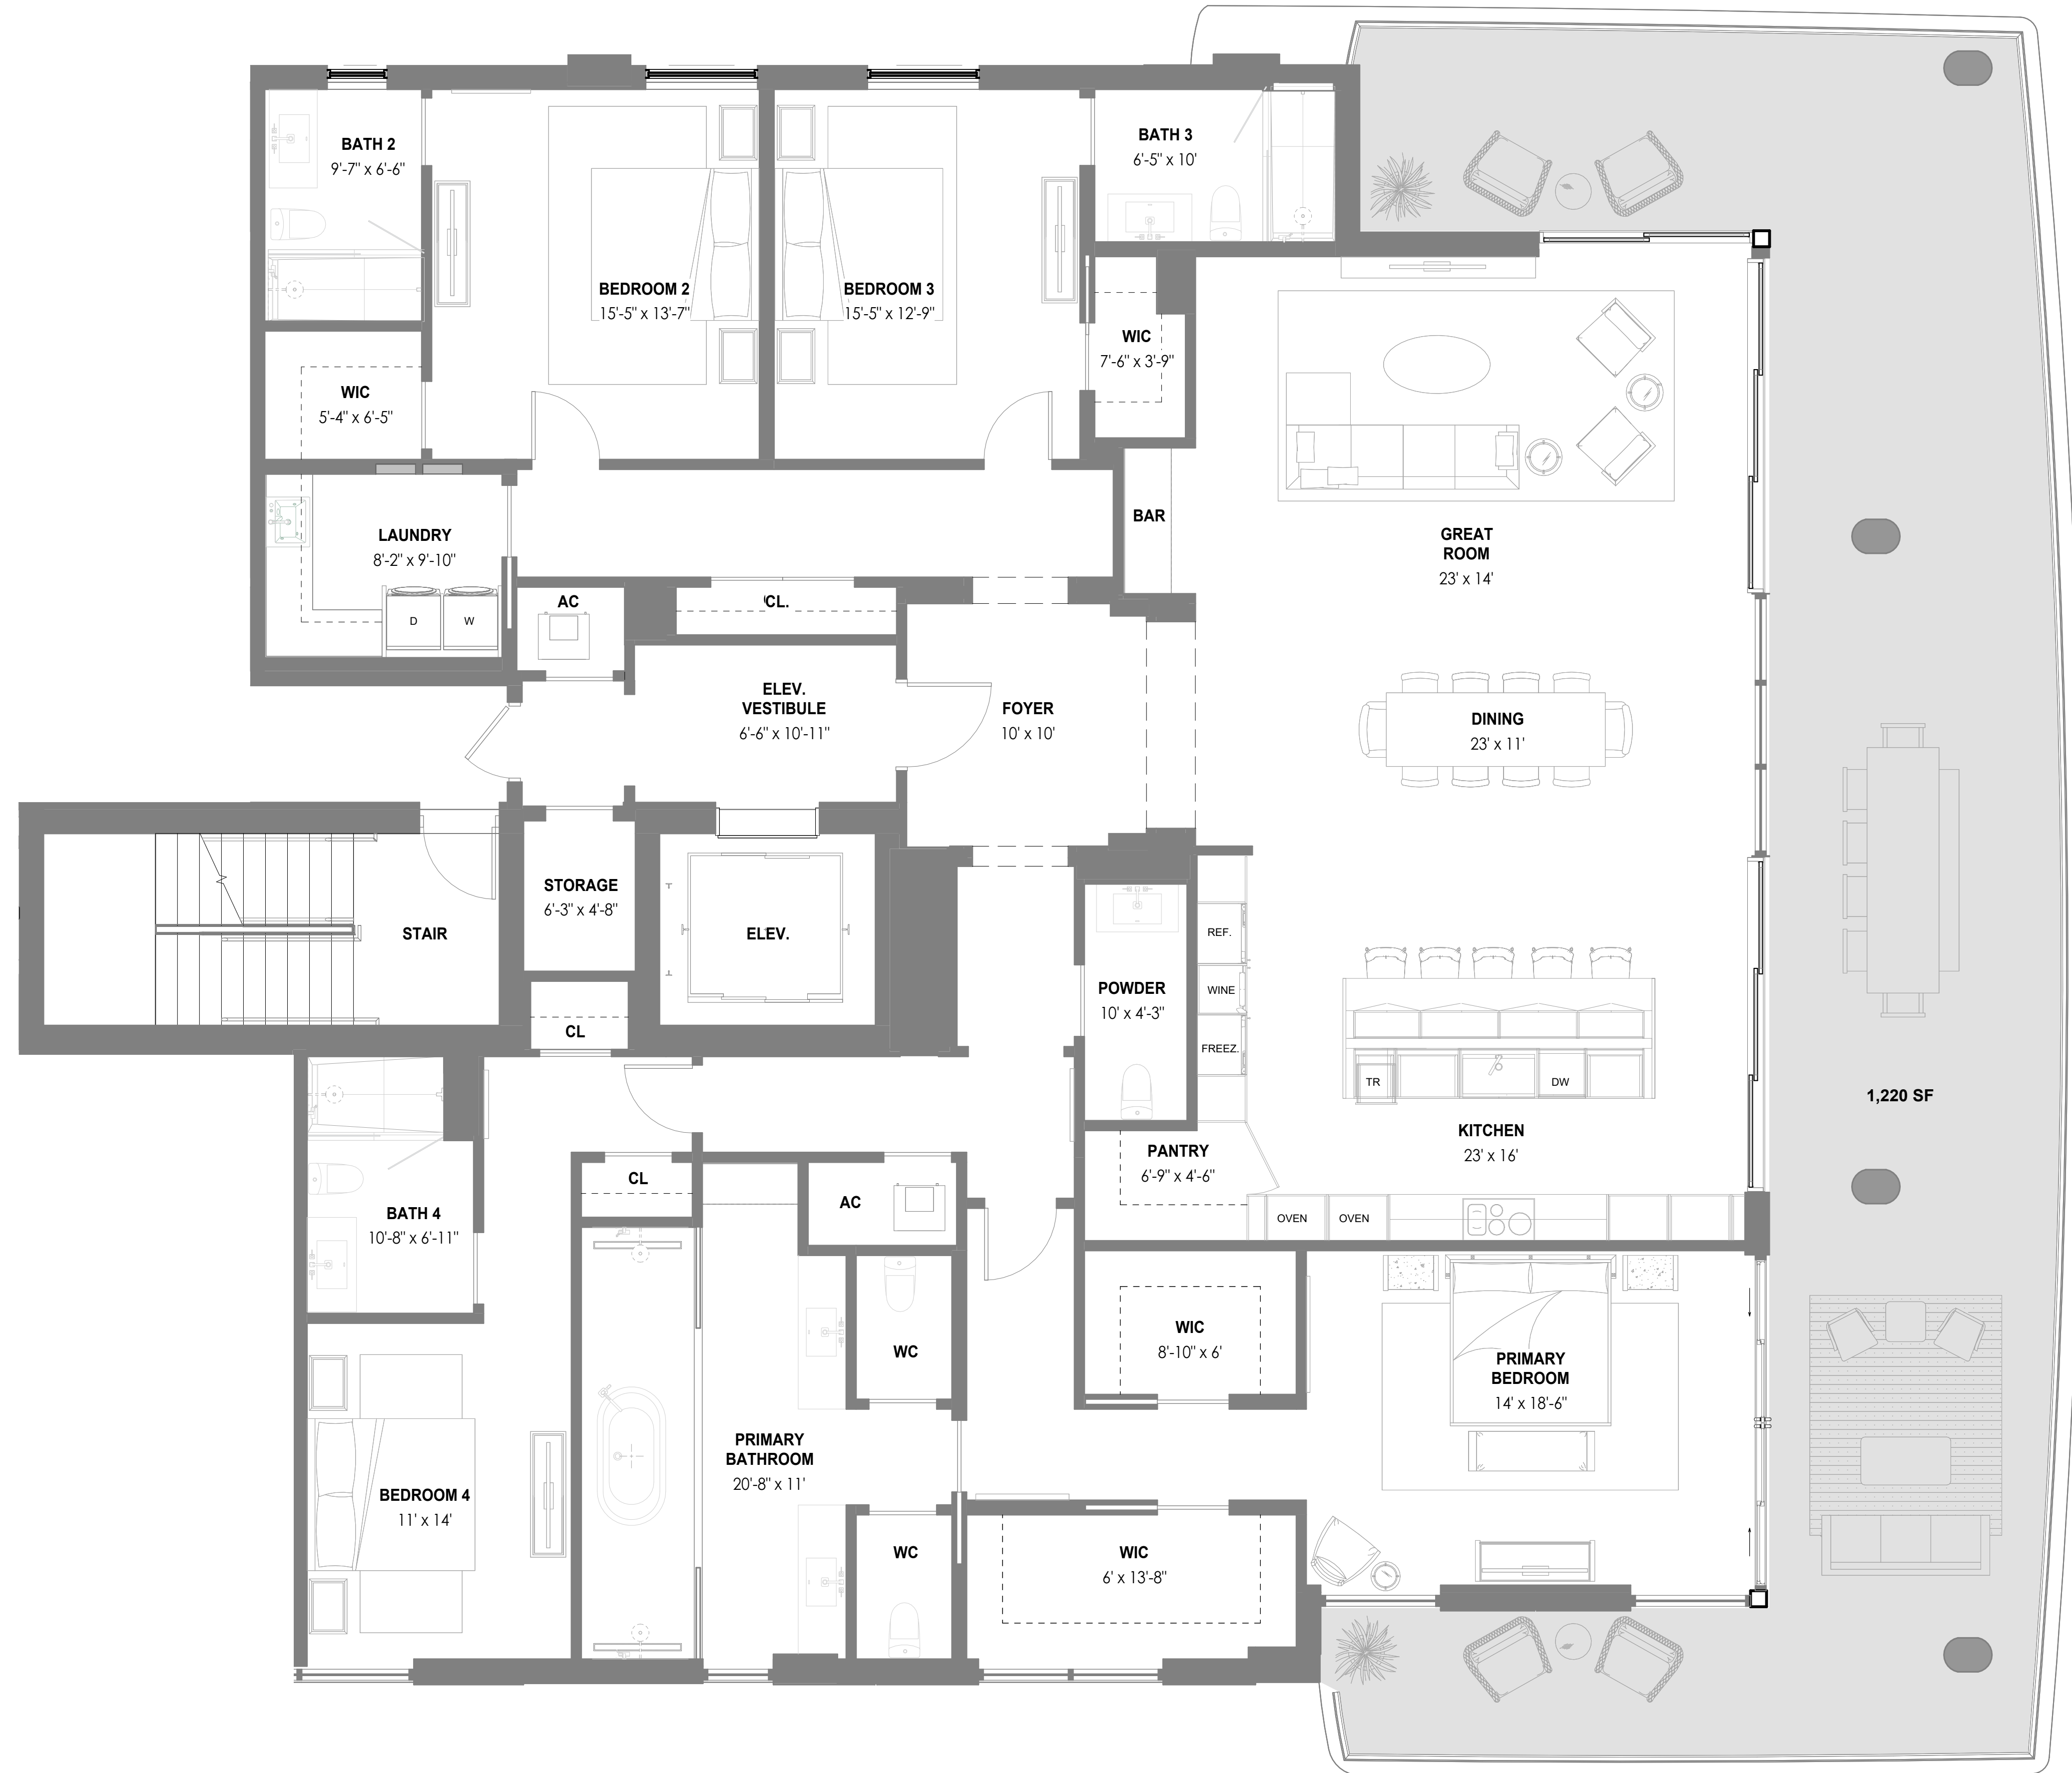 BATH 2
9'-7" x 6'-6"
BEDROOM 2
15'-5" x 13'-7"
BEDROOM 3
15'-5" x 12'-9"
BATH 3
6'-5" x 10'
WIC
7'-6" x 3'-9"
WIC
5'-4" x 6'-5"
LAUNDRY
8'-2" x 9'-10"
D
W
AC
CL.
BAR
GREAT
ROOM
23' x 14'
ELEV.
VESTIBULE
6'-6" x 10'-11"
FOYER
10' x 10'
DINING
23' x 11'
STORAGE
6'-3" x 4'-8"
STAIR
ELEV.
CL
POWDER
10' x 4'-3"
REF.
WINE
FREEZ.
TR
DW
1,220 SF
KITCHEN
23' x 16'
PANTRY
6'-9" x 4'-6"
OVEN
OVEN
CL
AC
BATH 4
10'-8" x 6'-11"
WC
WIC
8'-10" x 6'
PRIMARY
BEDROOM
14' x 18'-6"
PRIMARY
BATHROOM
20'-8" x 11'
BEDROOM 4
11' x 14'
WC
WIC
6' x 13'-8"